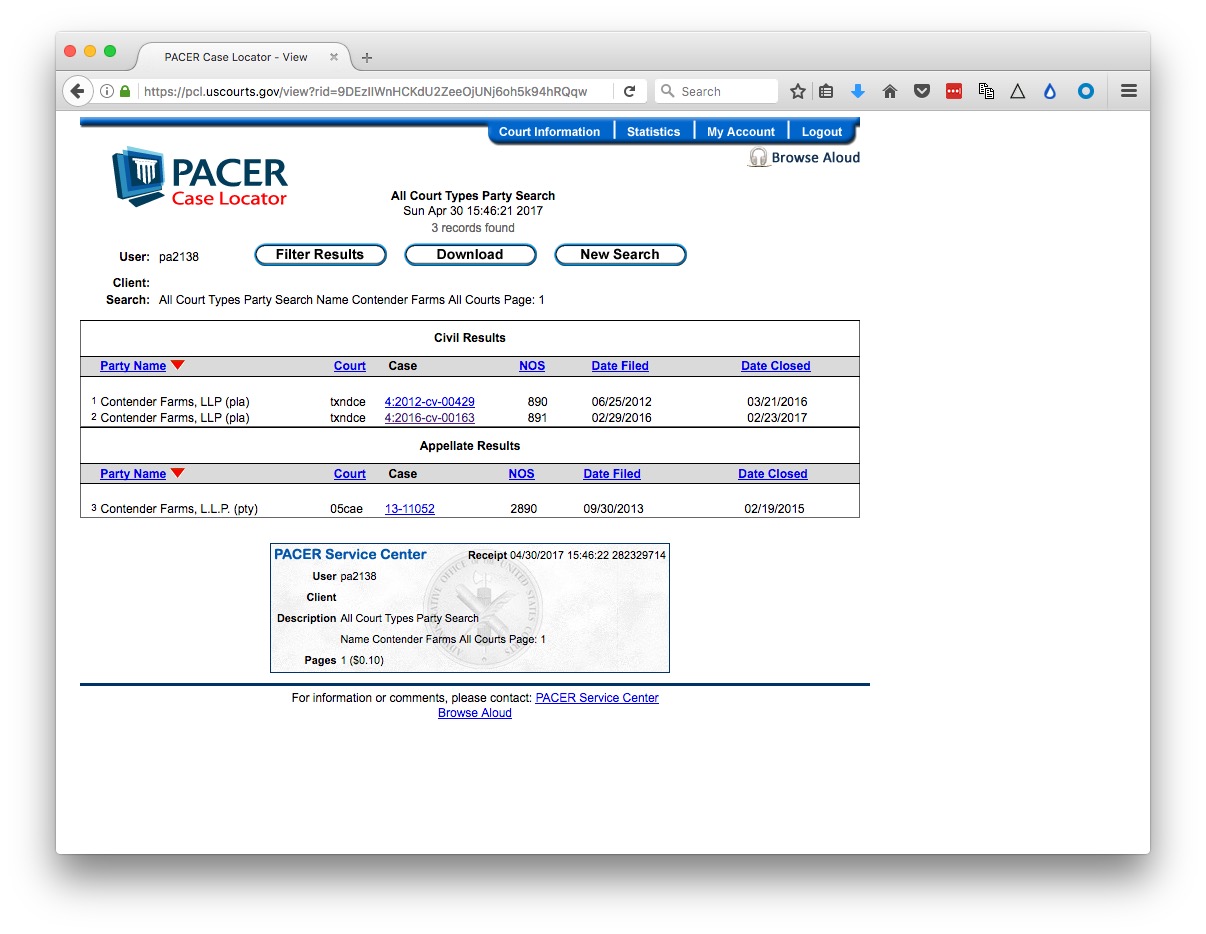 PACER Case Locator - View
https://pcl.uscourts.gov/view?rid=9DEzIlWnHCKdU2ZeeOjUNj6oh5k94hRQqw
Search
Court Information Statistics My Account Logout
Browse Aloud
PACER
Case Locator
All Court Types Party Search
Sun Apr 30 15:46:21 2017
3 records found
User: pa2138
Filter Results Download New Search
Client:
Search: All Court Types Party Search Name Contender Farms All Courts Page: 1
Civil Results
Party Name Court Case NOS Date Filed Date Closed
1 Contender Farms, LLP (pla) txndce 4:2012-cv-00429 890 06/25/2012 03/21/2016
2 Contender Farms, LLP (pla) txndce 4:2016-cv-00163 891 02/29/2016 02/23/2017
Appellate Results
Party Name Court Case NOS Date Filed Date Closed
3 Contender Farms, L.L.P. (pty) 05cae 13-11052 2890 09/30/2013 02/19/2015
PACER Service Center Receipt 04/30/2017 15:46:22 282329714
User pa2138
Client
Description All Court Types Party Search
Name Contender Farms All Courts Page: 1
Pages 1 ($0.10)
For information or comments, please contact: PACER Service Center
Browse Aloud